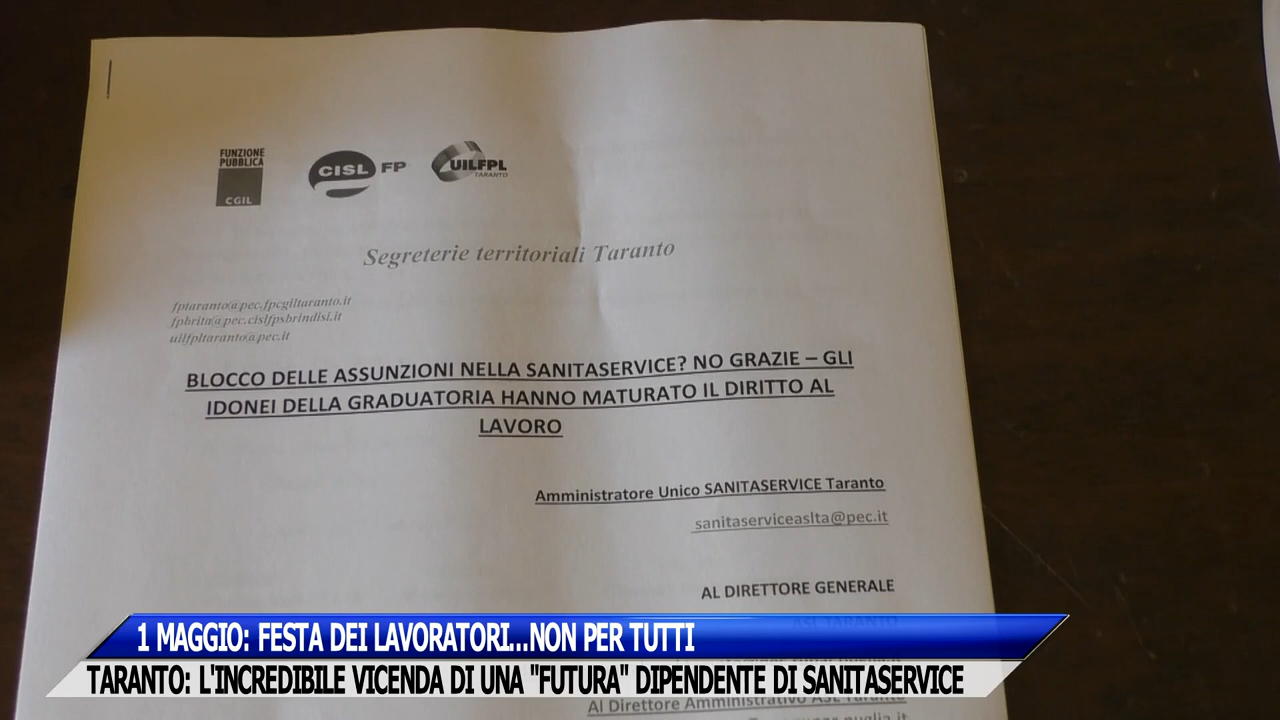 FUNZIONE
PUBBLICA
CGIL
CISL FP
UILFPL
TARANTO
Segreterie territoriali Taranto
fptaranto@pec.fpcgiltaranto.it
fpbrita@pec.cislfpsbrindisi.it
uilfpltaranto@pec.it
BLOCCO DELLE ASSUNZIONI NELLA SANITASERVICE? NO GRAZIE – GLI
IDONEI DELLA GRADUATORIA HANNO MATURATO IL DIRITTO AL
LAVORO
Amministratore Unico SANITASERVICE Taranto
sanitaserviceaslta@pec.it
AL DIRETTORE GENERALE
ASL TARANTO
1 MAGGIO: FESTA DEI LAVORATORI...NON PER TUTTI
TARANTO: L'INCREDIBILE VICENDA DI UNA "FUTURA" DIPENDENTE DI SANITASERVICE
Al Direttore Amministrativo ASL Taranto